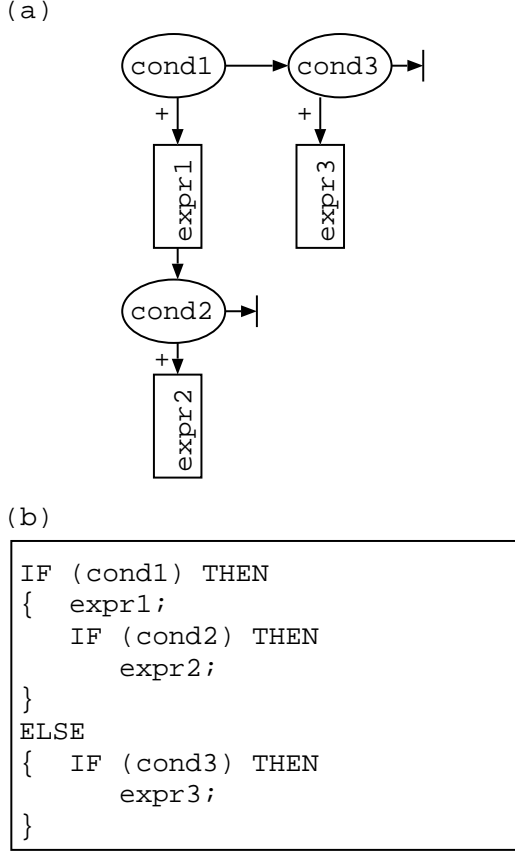 (a)
cond1
cond3
+
+
expr1
expr3
cond2
+
expr2
(b)
IF (cond1) THEN
{  expr1;
   IF (cond2) THEN
      expr2;
}
ELSE
{  IF (cond3) THEN
      expr3;
}